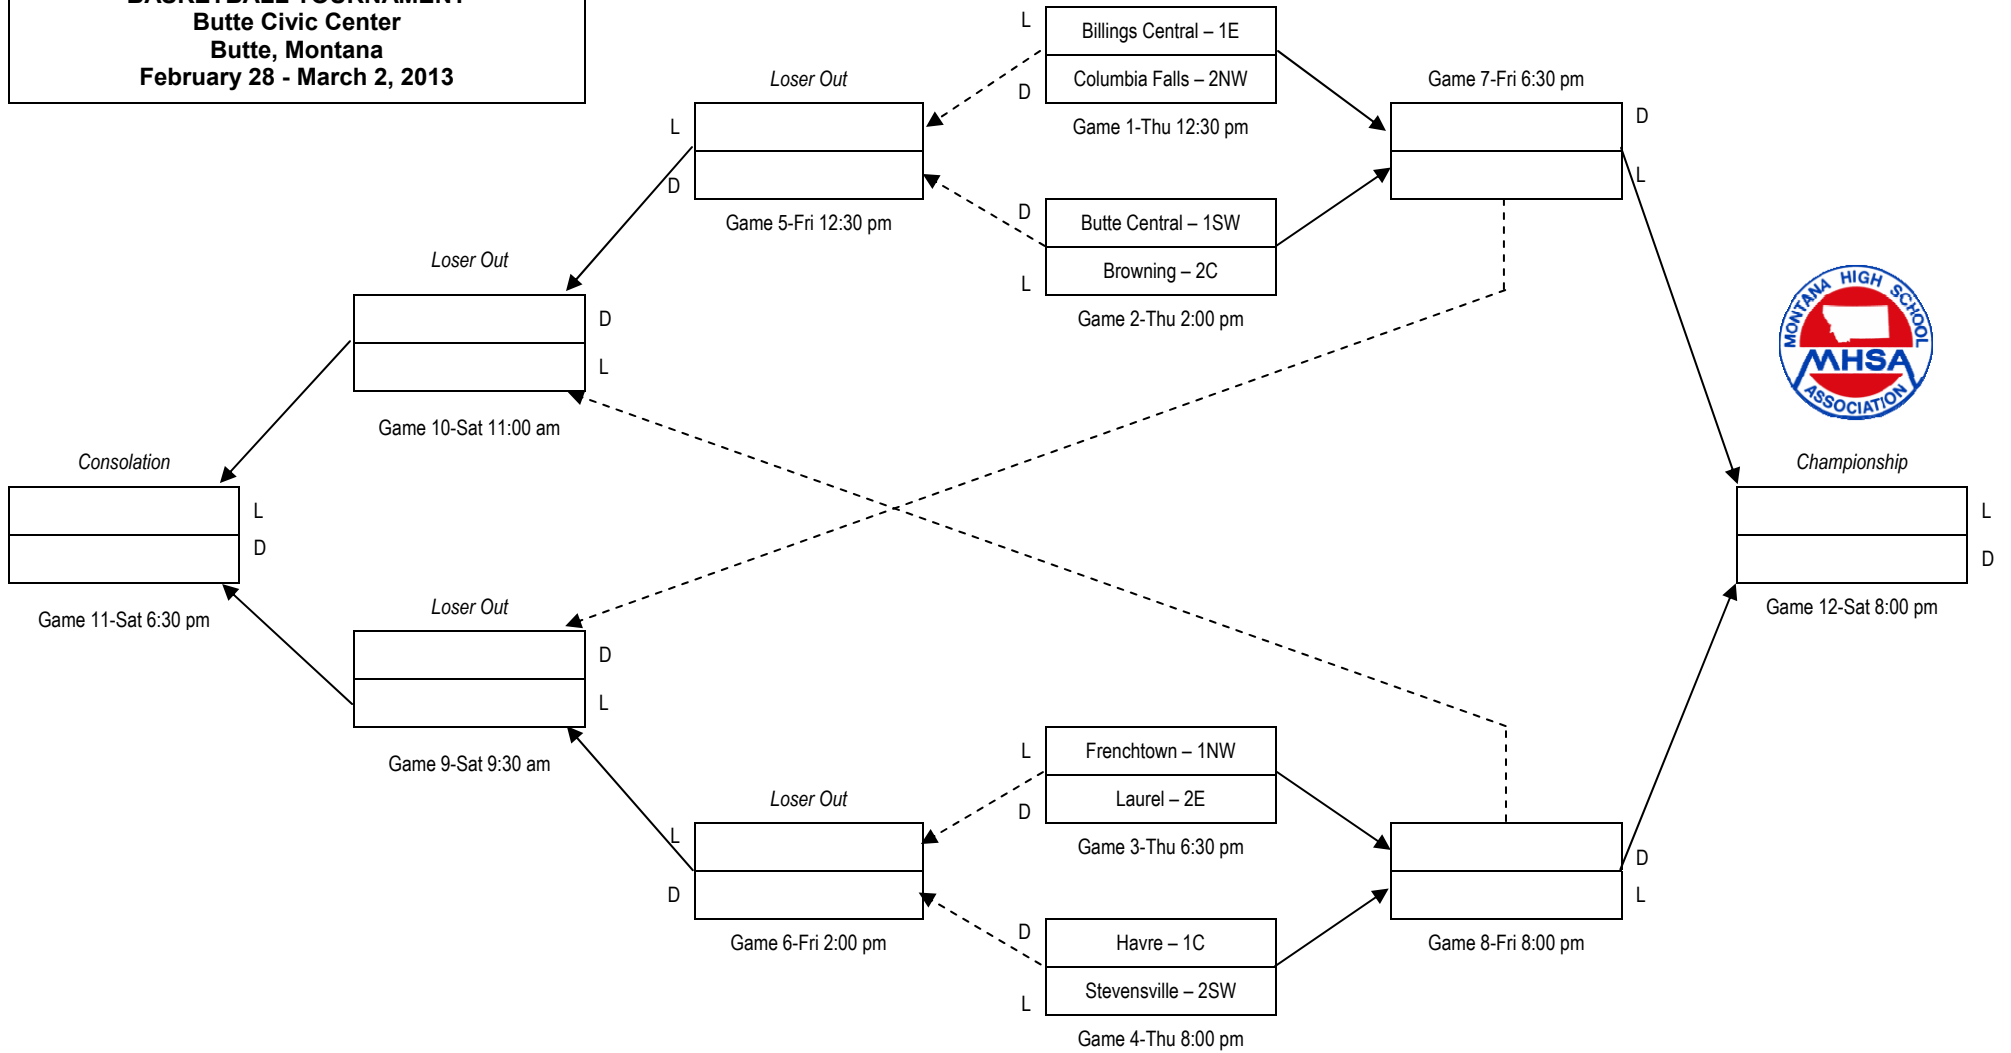 BASKETBALL TOURNAMENT
Butte Civic Center
Butte, Montana
February 28 - March 2, 2013
L
Billings Central – 1E
Columbia Falls – 2NW
D
Game 1-Thu 12:30 pm
D
Butte Central – 1SW
Browning – 2C
L
Game 2-Thu 2:00 pm
Loser Out
L
D
Game 5-Fri 12:30 pm
Game 7-Fri 6:30 pm
D
L
Loser Out
D
L
Game 10-Sat 11:00 am
MONTANA HIGH SCHOOL
MHSA
ASSOCIATION
Consolation
L
D
Game 11-Sat 6:30 pm
Championship
L
D
Game 12-Sat 8:00 pm
Loser Out
D
L
Game 9-Sat 9:30 am
L
Frenchtown – 1NW
Laurel – 2E
D
Game 3-Thu 6:30 pm
Loser Out
L
D
Game 6-Fri 2:00 pm
D
Havre – 1C
Stevensville – 2SW
L
Game 4-Thu 8:00 pm
D
L
Game 8-Fri 8:00 pm